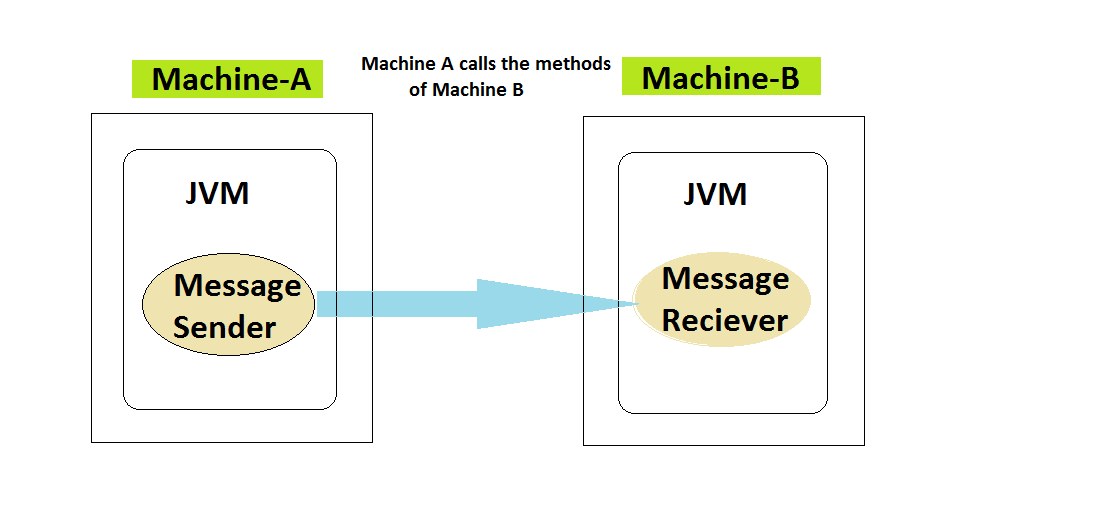 Machine-A
Machine A calls the methods
of Machine B
Machine-B
JVM
Message
Sender
JVM
Message
Reciever